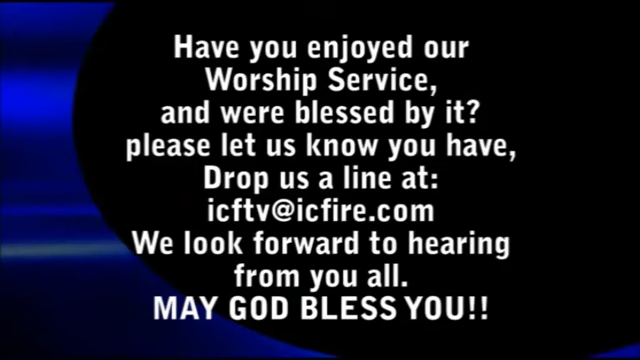 Have you enjoyed our
Worship Service,
and were blessed by it?
please let us know you have,
Drop us a line at:
icftv@icfire.com
We look forward to hearing
from you all.
MAY GOD BLESS YOU!!